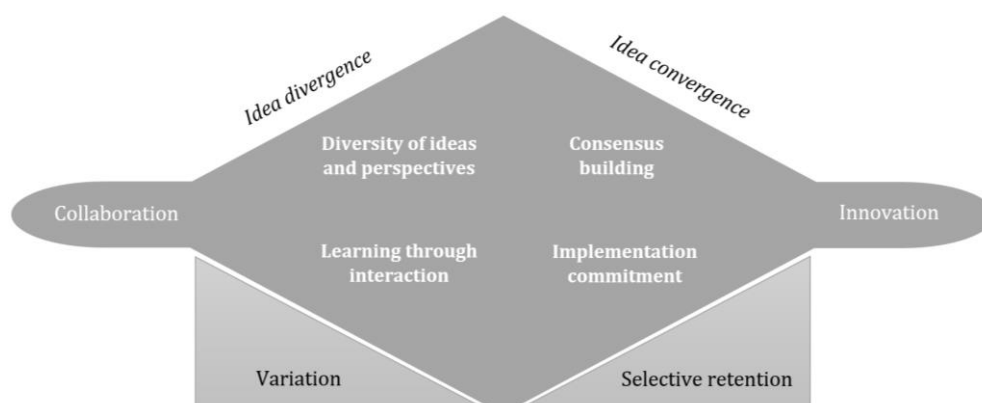 Idea divergence
Idea convergence
Diversity of ideas
and perspectives
Consensus
building
Collaboration
Innovation
Learning through
interaction
Implementation
commitment
Variation
Selective retention